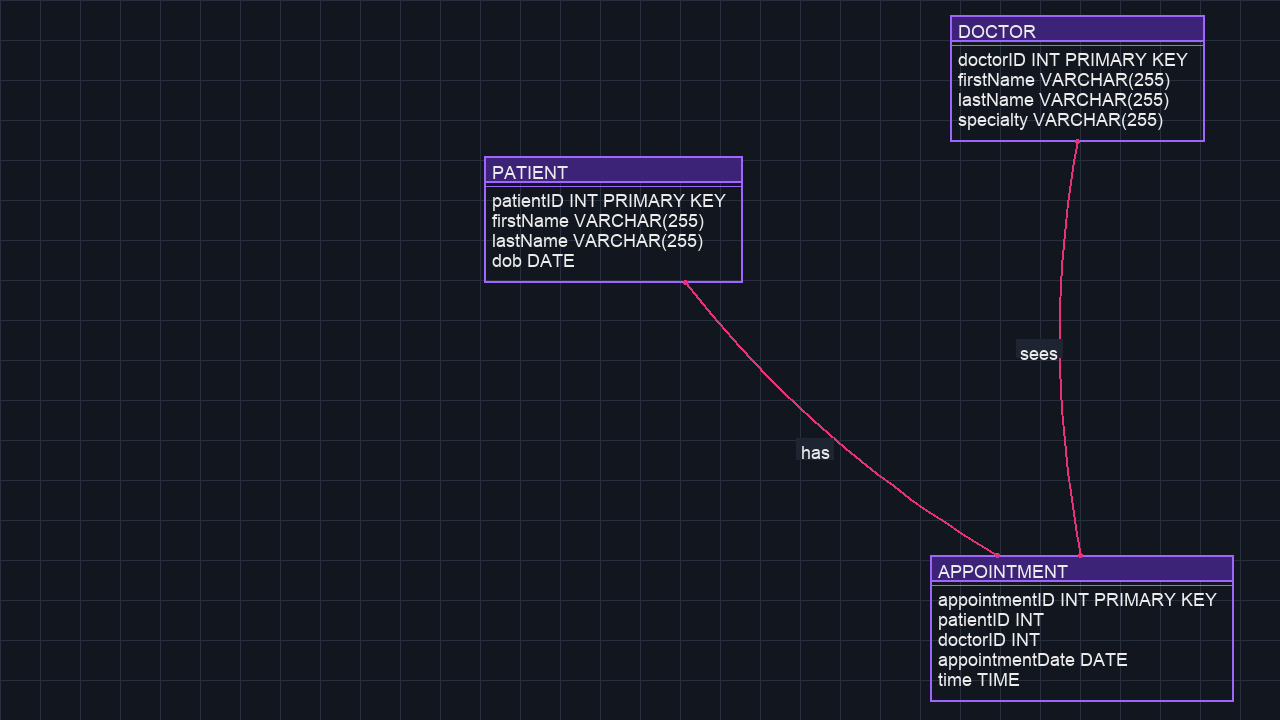 DOCTOR
doctorID INT PRIMARY KEY
firstName VARCHAR(255)
lastName VARCHAR(255)
specialty VARCHAR(255)
PATIENT
patientID INT PRIMARY KEY
firstName VARCHAR(255)
lastName VARCHAR(255)
dob DATE
sees
has
APPOINTMENT
appointmentID INT PRIMARY KEY
patientID INT
doctorID INT
appointmentDate DATE
time TIME